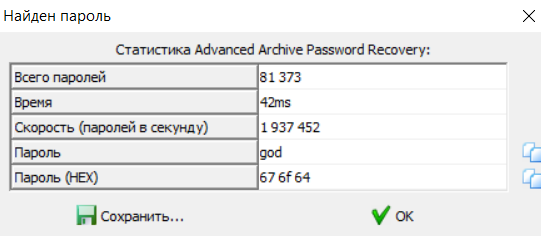 Найден пароль
Статистика Advanced Archive Password Recovery:
Всего паролей 81 373
Время 42ms
Скорость (паролей в секунду) 1 937 452
Пароль god
Пароль (HEX) 67 6f 64
Сохранить... OK